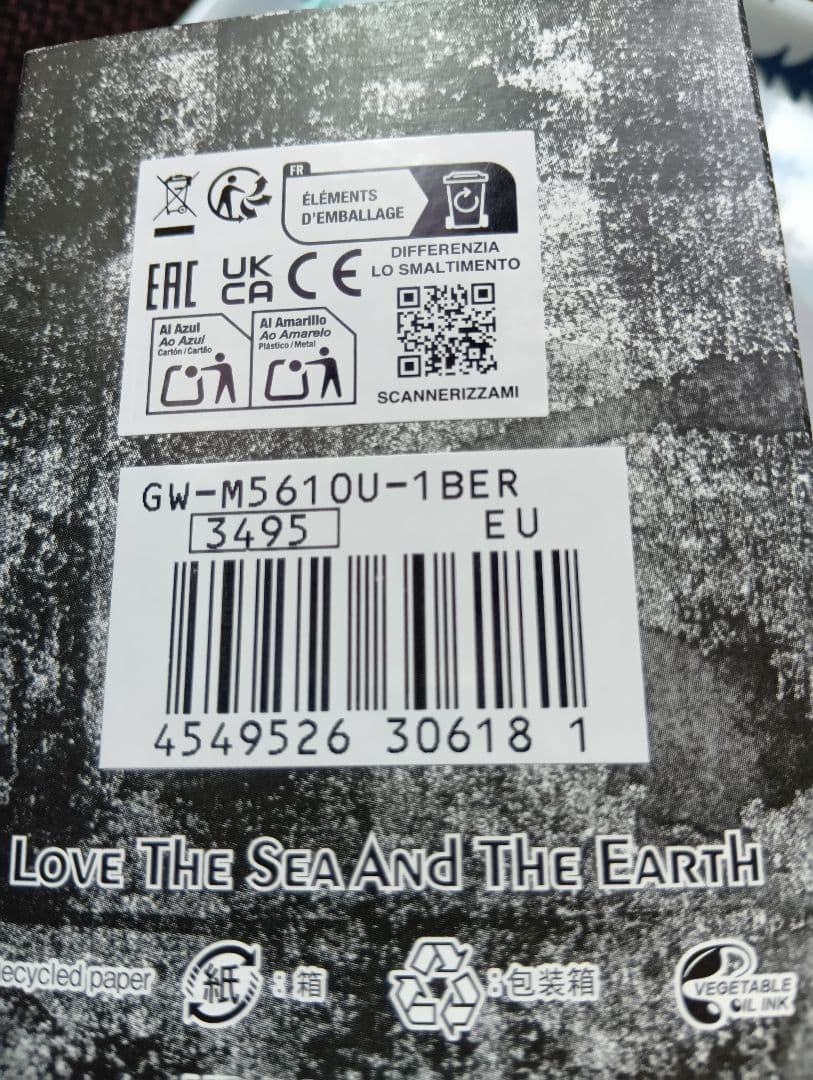 FR
ÉLÉMENTS
D'EMBALLAGE
EAC UK CA CE
DIFFERENZIA
LO SMALTIMENTO
Al Azul
Ao Azul
Cartón / Cartão
Al Amarillo
Ao Amarelo
Plástico / Metal
SCANNERIZZAMI
GW-M5610U-1BER
3495 EU
4549526 30618 1
LOVE THE SEA AND THE EARTH
ecycled paper 紙 : 箱 : 包装箱 VEGETABLE
OIL INK